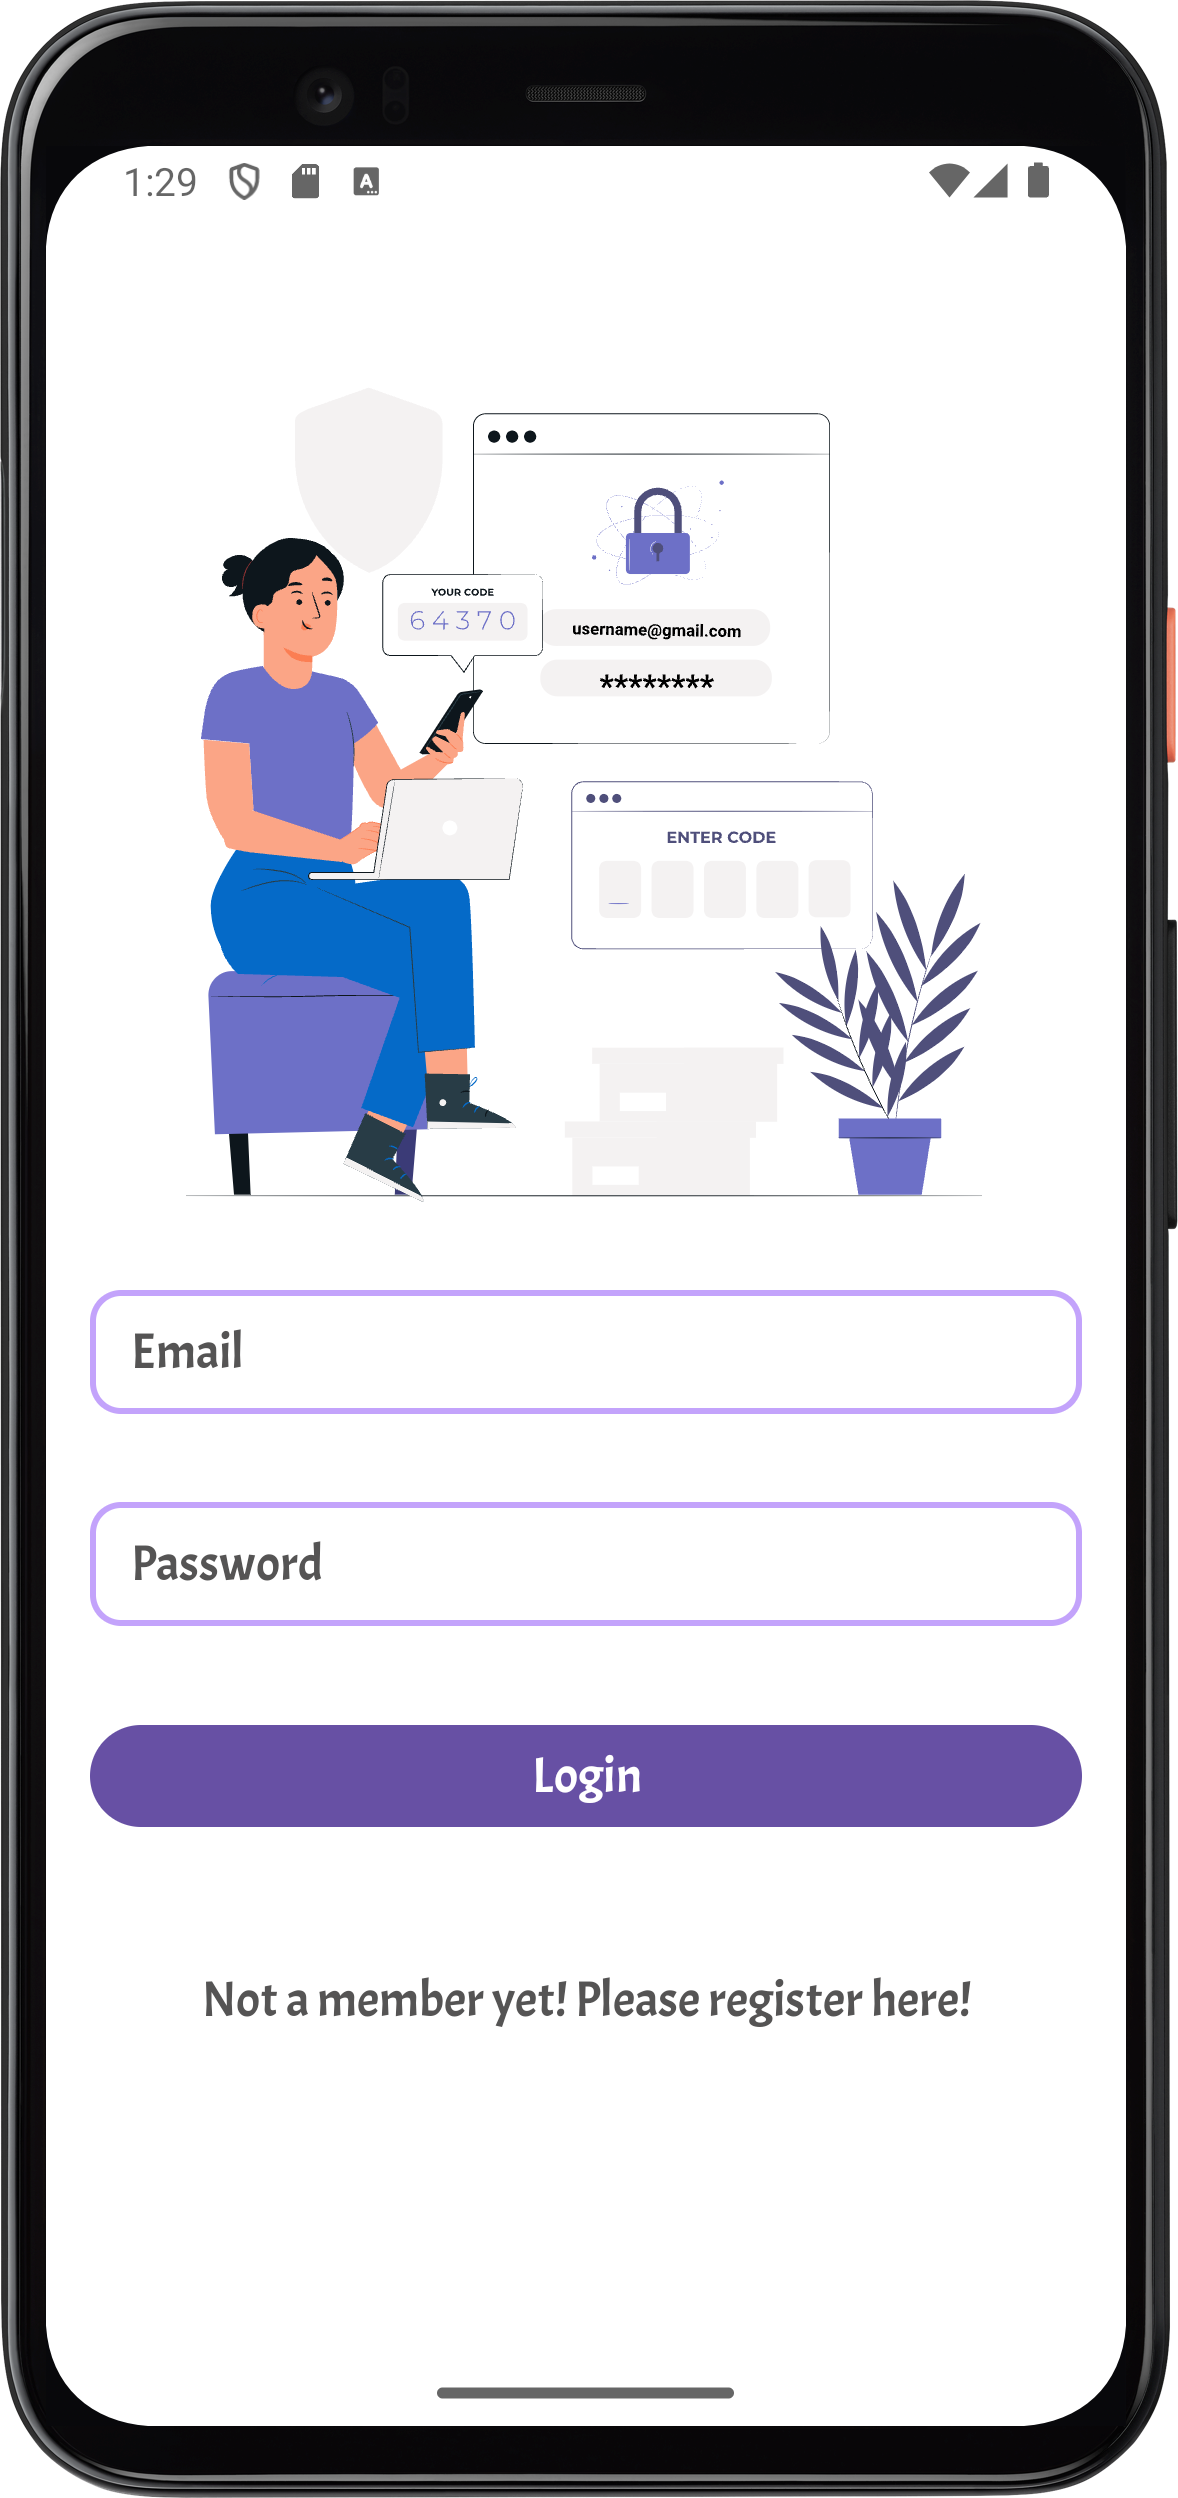 1:29
YOUR CODE
64370
username@gmail.com
********
ENTER CODE
Email
Password
Login
Not a member yet! Please register here!